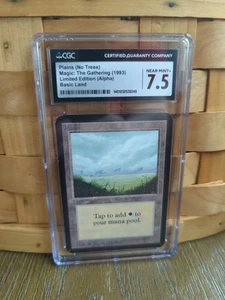 CGC
CERTIFIED GUARANTY COMPANY
Plains (No Trees)
Magic: The Gathering (1993)
Limited Edition (Alpha)
Basic Land
NEAR MINT+
7.5
Tap to add to
your mana pool.